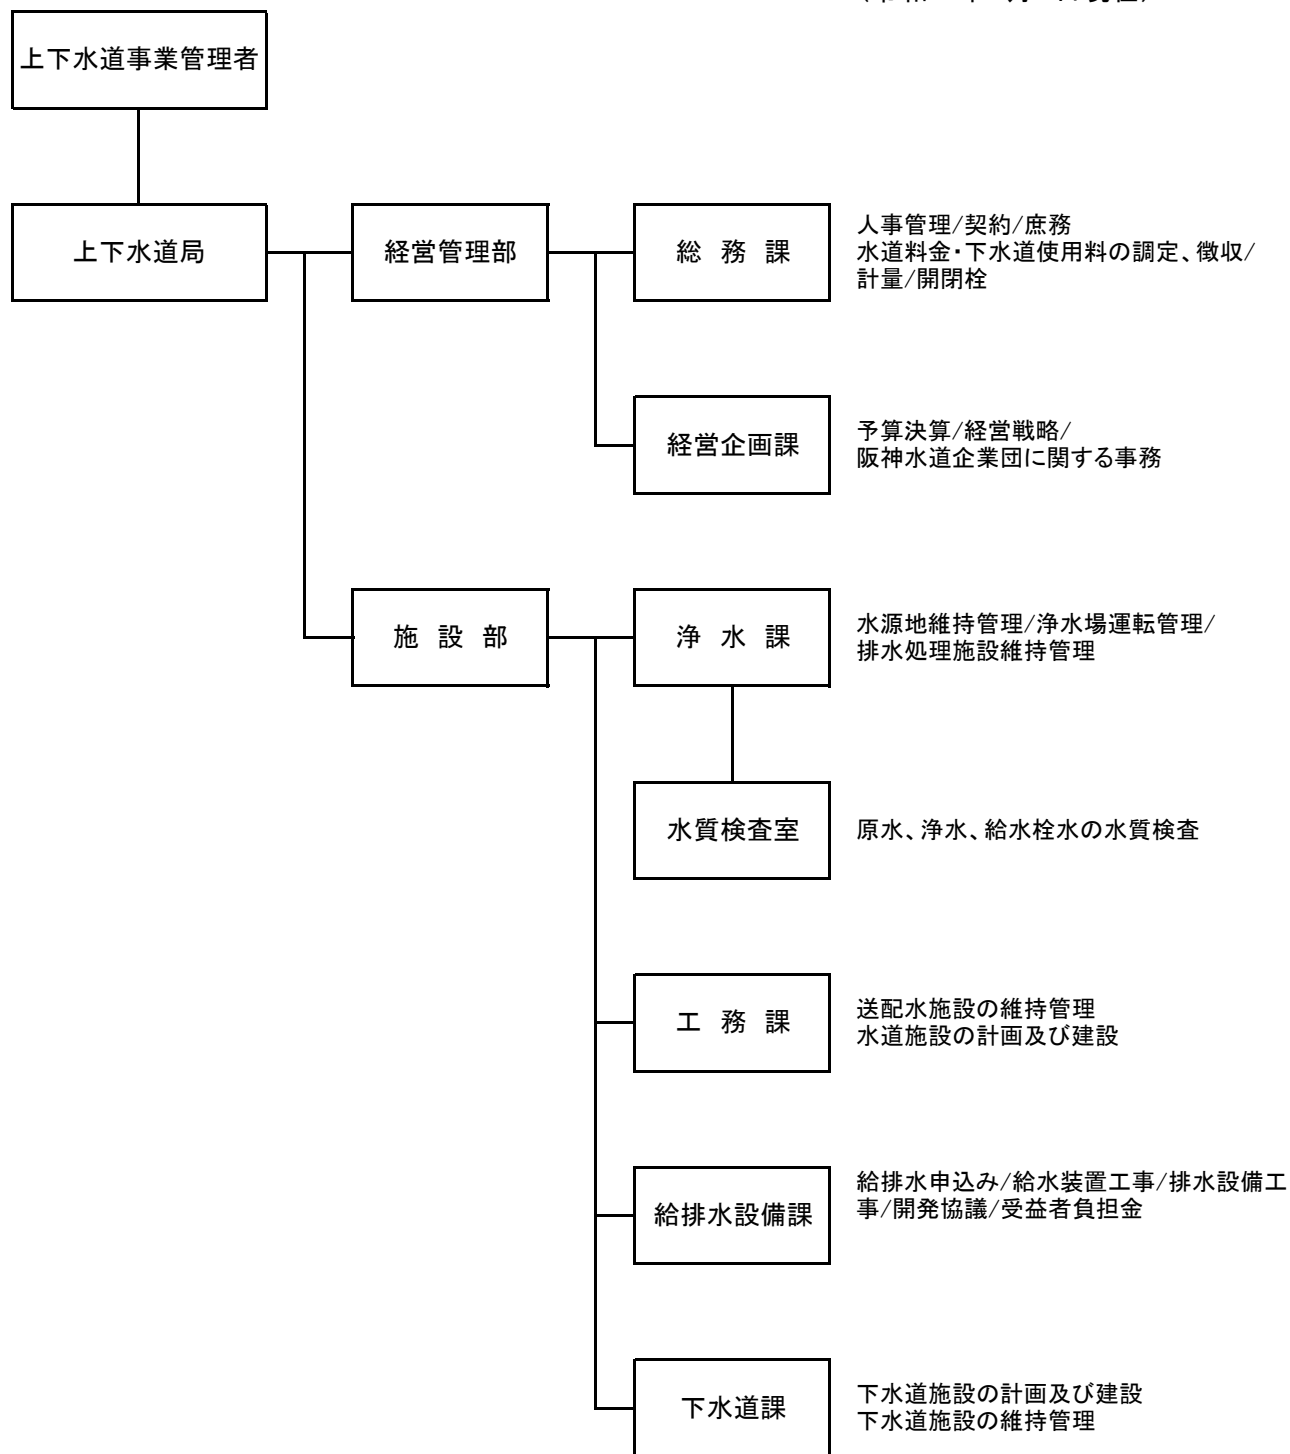 上下水道事業管理者
上下水道局
経営管理部
総務課
人事管理/契約/庶務
水道料金・下水道使用料の調定、徴収/
計量/開閉栓
経営企画課
予算決算/経営戦略/
阪神水道企業団に関する事務
施設部
浄水課
水源地維持管理/浄水場運転管理/
排水処理施設維持管理
水質検査室
原水、浄水、給水栓水の水質検査
工務課
送配水施設の維持管理
水道施設の計画及び建設
給排水設備課
給排水申込み/給水装置工事/排水設備工
事/開発協議/受益者負担金
下水道課
下水道施設の計画及び建設
下水道施設の維持管理